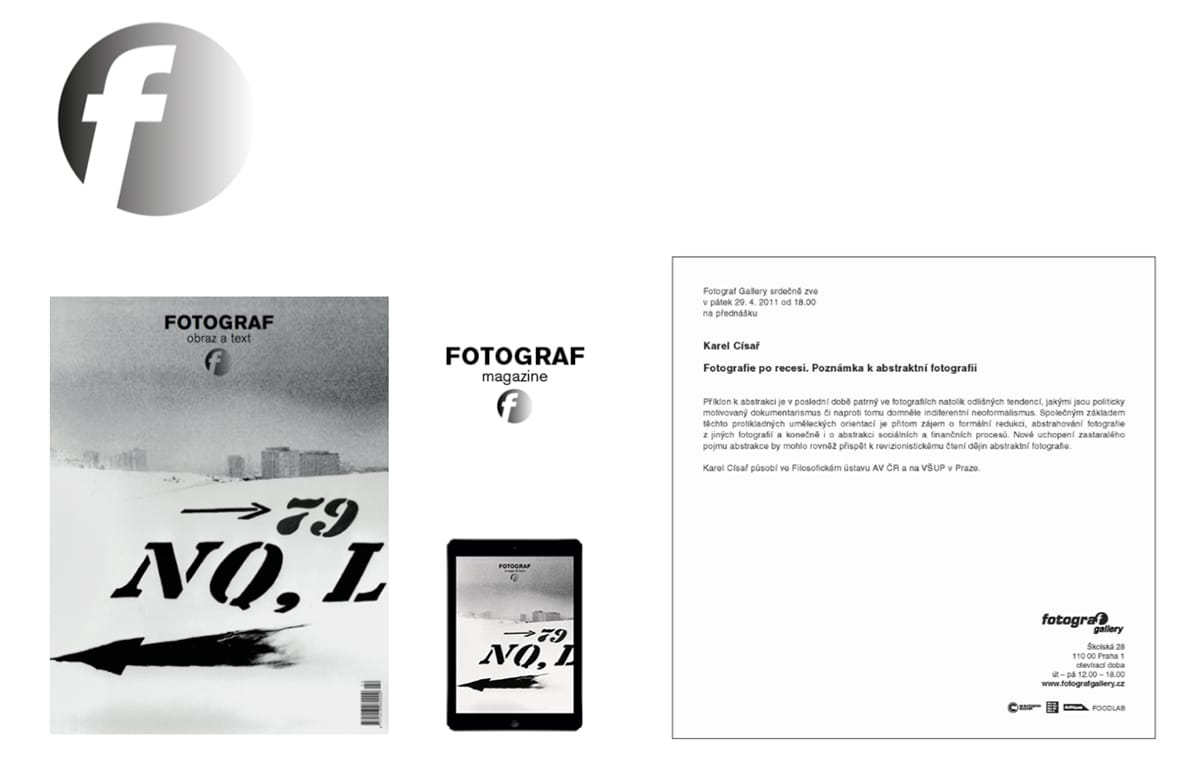 f
FOTOGRAF
obraz a text
f
79
NQ, L
FOTOGRAF
magazine
f
FOTOGRAF
79
NQ, L
Fotograf Gallery srdečně zve
v pátek 29. 4. 2011 od 18.00
na přednášku
Karel Císař
Fotografie po recesi. Poznámka k abstraktní fotografii
Příklon k abstrakci je v poslední době patrný ve fotografiích natolik odlišných tendencí, jakými jsou politicky
motivovaný dokumentarismus či naproti tomu domněle indiferentní neoformalismus. Společným základem
těchto protikladných uměleckých orientací je přitom zájem o formální redukci, abstrahování fotografie
z jiných fotografií a konečně i o abstrakci sociálních a finančních procesů. Nové uchopení zastaralého
pojmu abstrakce by mohlo rovněž přispět k revizionistickému čtení dějin abstraktní fotografie.
Karel Císař působí ve Filosofickém ústavu AV ČR a na VŠUP v Praze.
fotograf
gallery
Školská 28
110 00 Praha 1
otevírací doba
út – pá 12.00 – 18.00
www.fotografgallery.cz
FOODLAB